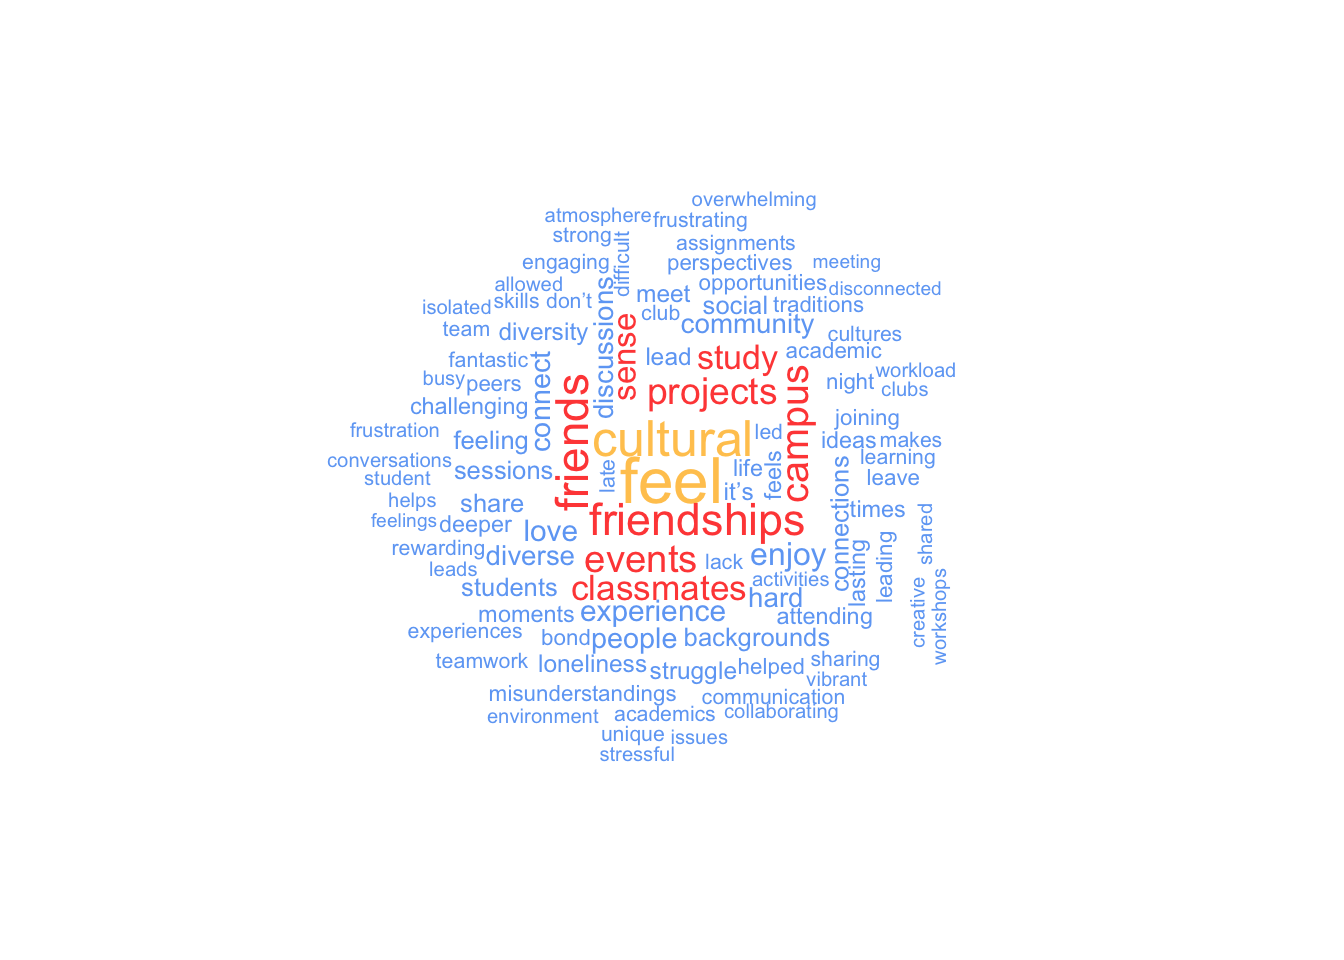 overwhelming
atmosphere
frustrating
strong
difficult
assignments
engaging
perspectives
meeting
allowed
discussions
meet
opportunities
disconnected
isolated
skills
don’t
club
social
traditions
team
diversity
sense
community
cultures
fantastic
connect
lead
study
academic
busy
peers
friends
projects
campus
night
workload
clubs
challenging
joining
frustration
feeling
cultural
led
ideas
makes
conversations
sessions
late
feel
life
feels
learning
student
it’s
connections
leave
helps
share
friendships
times
feelings
deeper
love
shared
rewarding
diverse
events
lack
enjoy
lasting
leading
leads
students
classmates
activities
hard
creative
workshops
moments
experience
attending
experiences
bond
people
backgrounds
teamwork
loneliness
struggle
helped
sharing
vibrant
misunderstandings
communication
environment
academics
collaborating
unique
issues
stressful